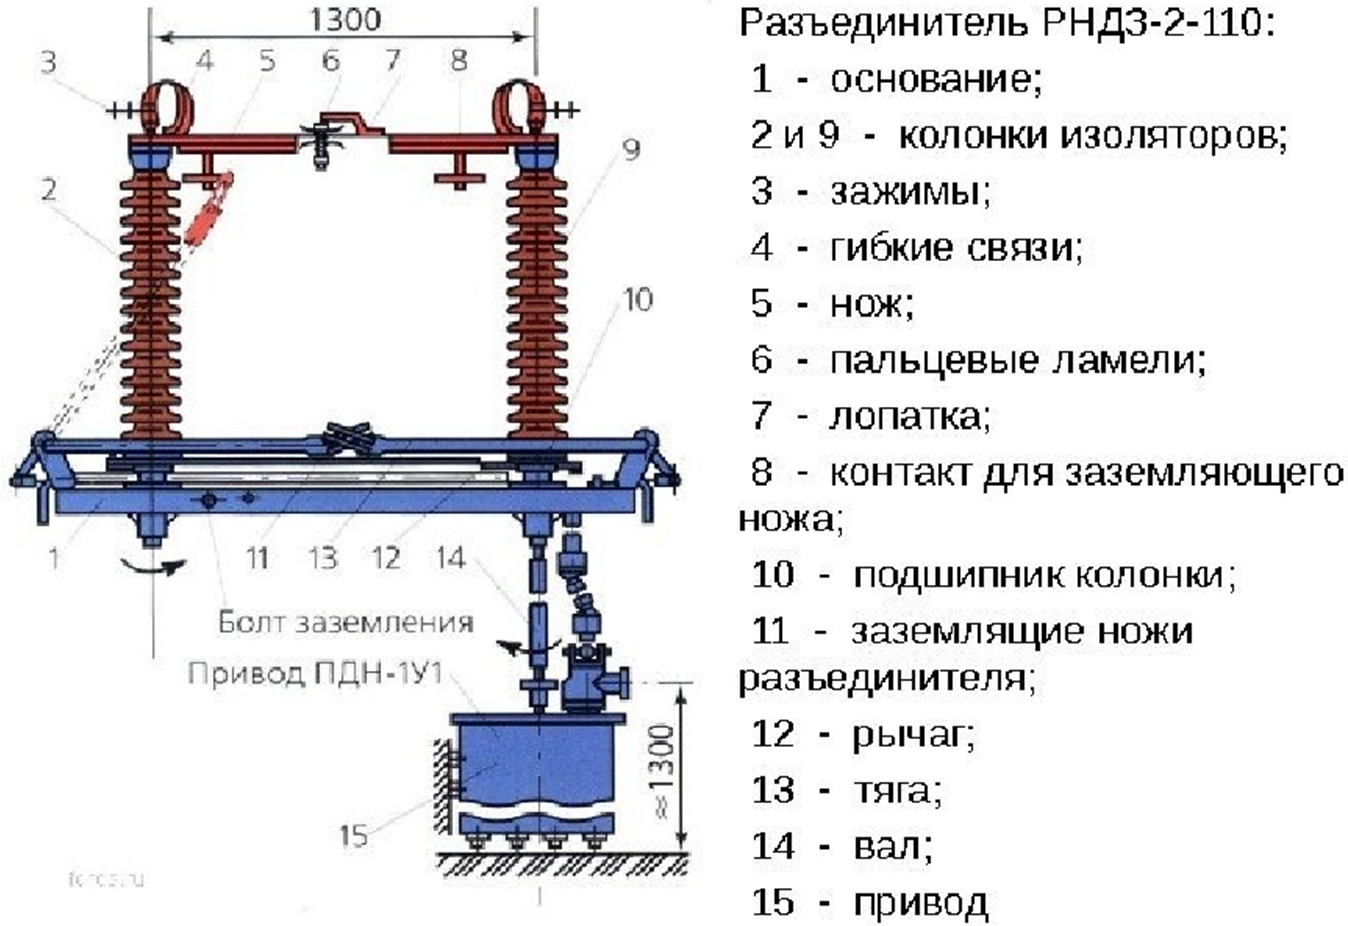 1300
3
4
5
6
7
8
9
2
10
1
11
13
12
14
Болт заземления
Привод ПДН-1У1
≈1300
15
Разъединитель РНДЗ-2-110:
1 - основание;
2 и 9 - колонки изоляторов;
3 - зажимы;
4 - гибкие связи;
5 - нож;
6 - пальцевые ламели;
7 - лопатка;
8 - контакт для заземляющего
ножа;
10 - подшипник колонки;
11 - заземлящие ножи
разъединителя;
12 - рычаг;
13 - тяга;
14 - вал;
15 - привод